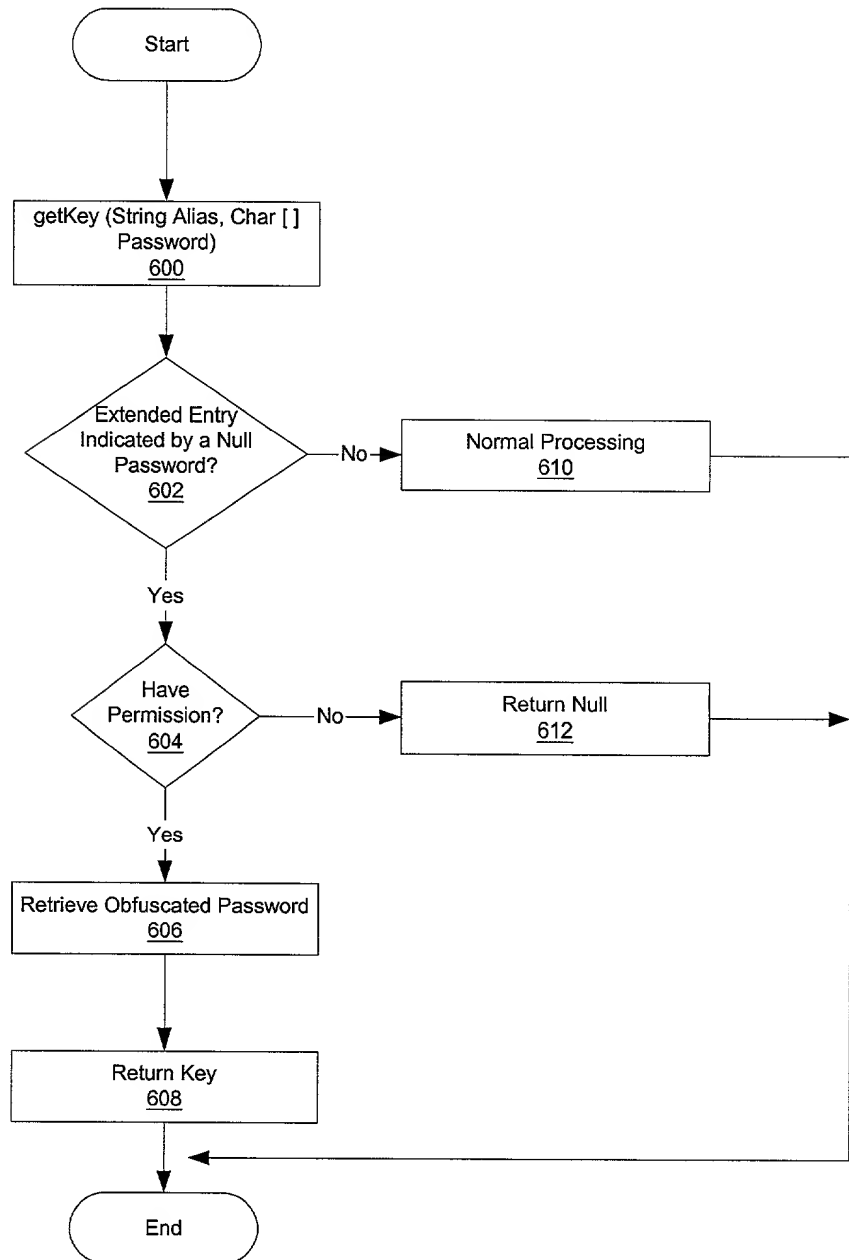 Start
getKey (String Alias, Char [ ]
Password)
600
Extended Entry
Indicated by a Null
Password?
602
No
Normal Processing
610
Yes
Have
Permission?
604
No
Return Null
612
Yes
Retrieve Obfuscated Password
606
Return Key
608
End